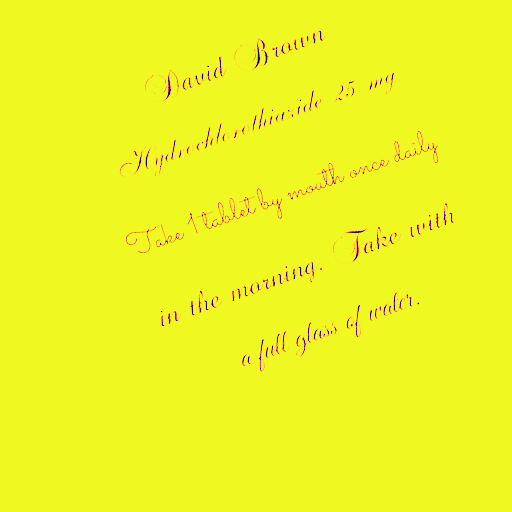 David Brown
Hydrochlorothiazide 25 mg
Take 1 tablet by mouth once daily
in the morning. Take with
a full glass of water.